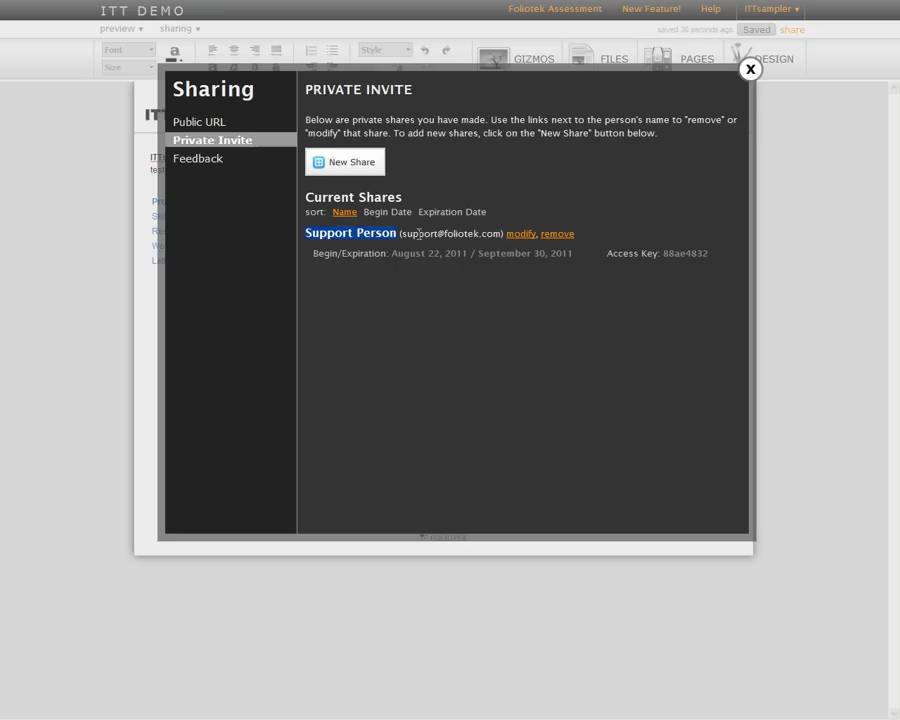 ITT DEMO
Foliotek Assessment New Feature! Help ITTsampler ▾
preview ▾ sharing ▾
saved 30 seconds ago. Saved share
Font Style
Size
GIZMOS FILES PAGES DESIGN
X
Sharing
Public URL
Private Invite
Feedback
PRIVATE INVITE
Below are private shares you have made. Use the links next to the person's name to "remove" or
"modify" that share. To add new shares, click on the "New Share" button below.
New Share
Current Shares
sort: Name Begin Date Expiration Date
Support Person (support@foliotek.com) modify, remove
Begin/Expiration: August 22, 2011 / September 30, 2011 Access Key: 88ae4832